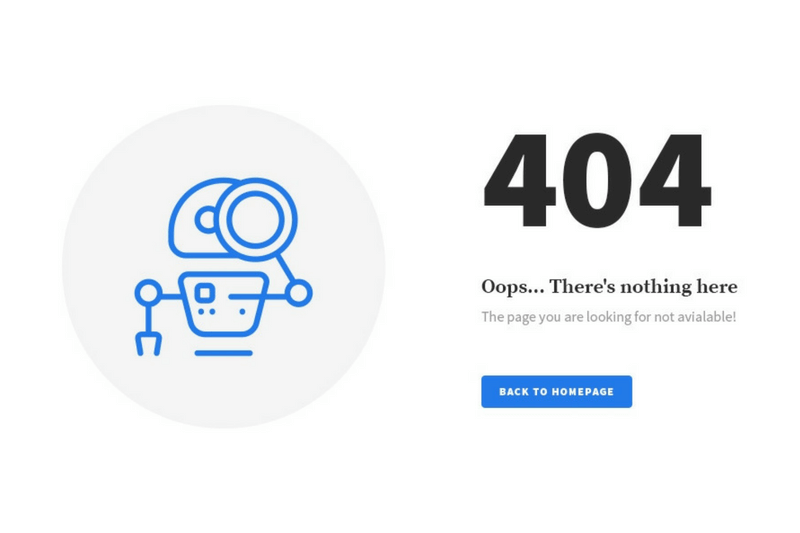 404
Oops... There's nothing here
The page you are looking for not avialable!
BACK TO HOMEPAGE